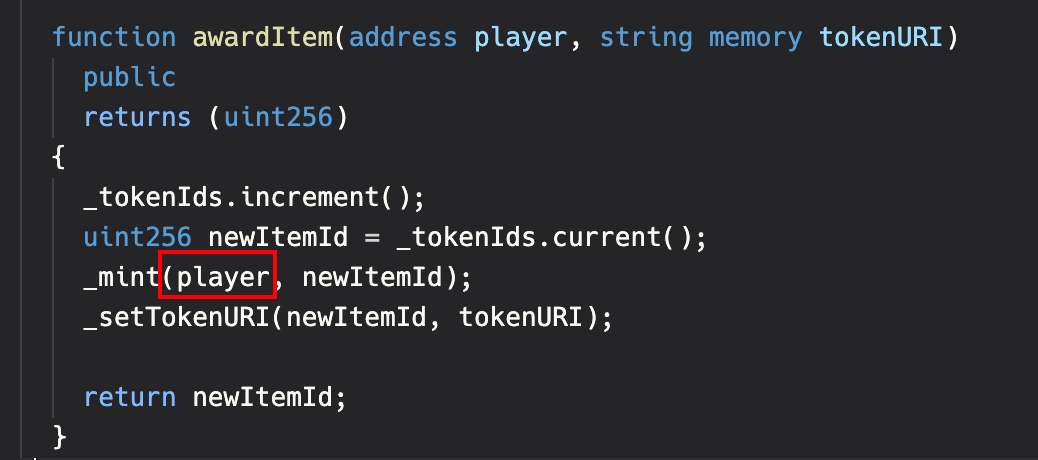 function awardItem(address player, string memory tokenURI)
public
returns (uint256)
{
_tokenIds.increment();
uint256 newItemId = _tokenIds.current();
_mint(player, newItemId);
_setTokenURI(newItemId, tokenURI);
return newItemId;
}